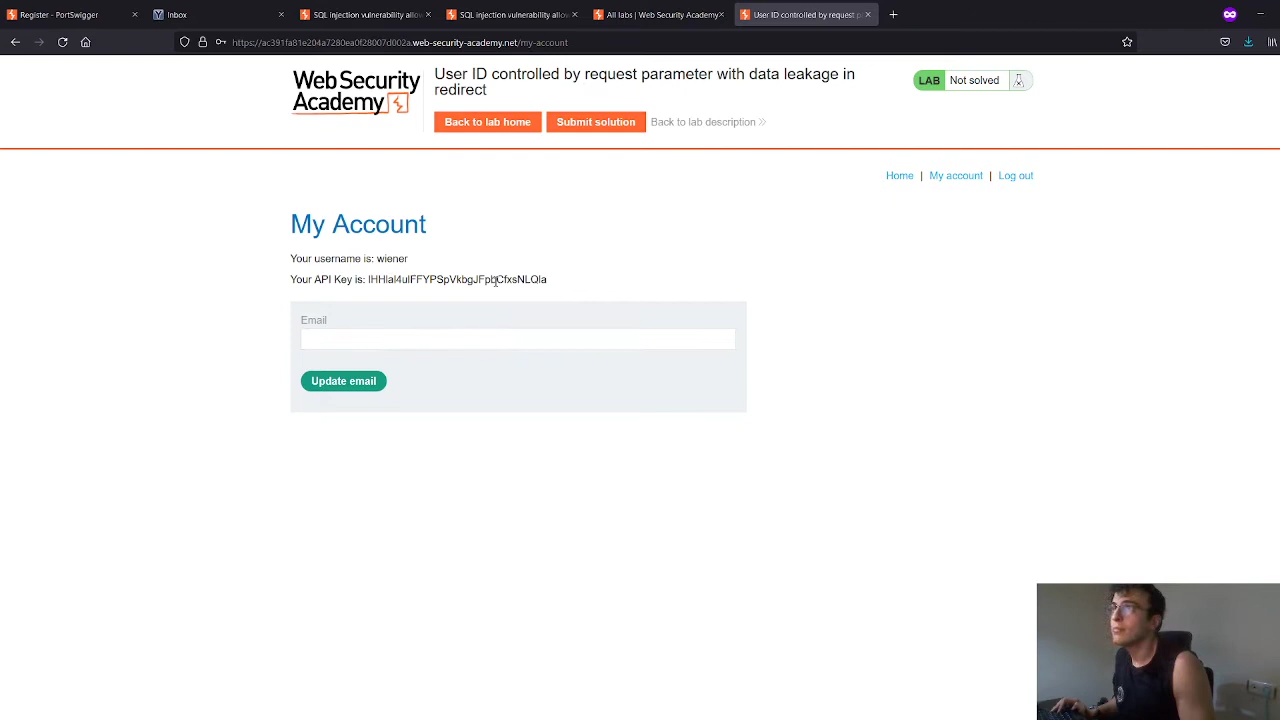 Register - PortSwigger
Inbox
SQL injection vulnerability allow
SQL injection vulnerability allow
All labs | Web Security Academy
User ID controlled by request p
https://ac391fa81e204a7280ea0f28007d002a.web-security-academy.net/my-account
Web Security
Academy
User ID controlled by request parameter with data leakage in
redirect
LAB Not solved
Back to lab home
Submit solution
Back to lab description
Home | My account | Log out
My Account
Your username is: wiener
Your API Key is:
Email
Update email